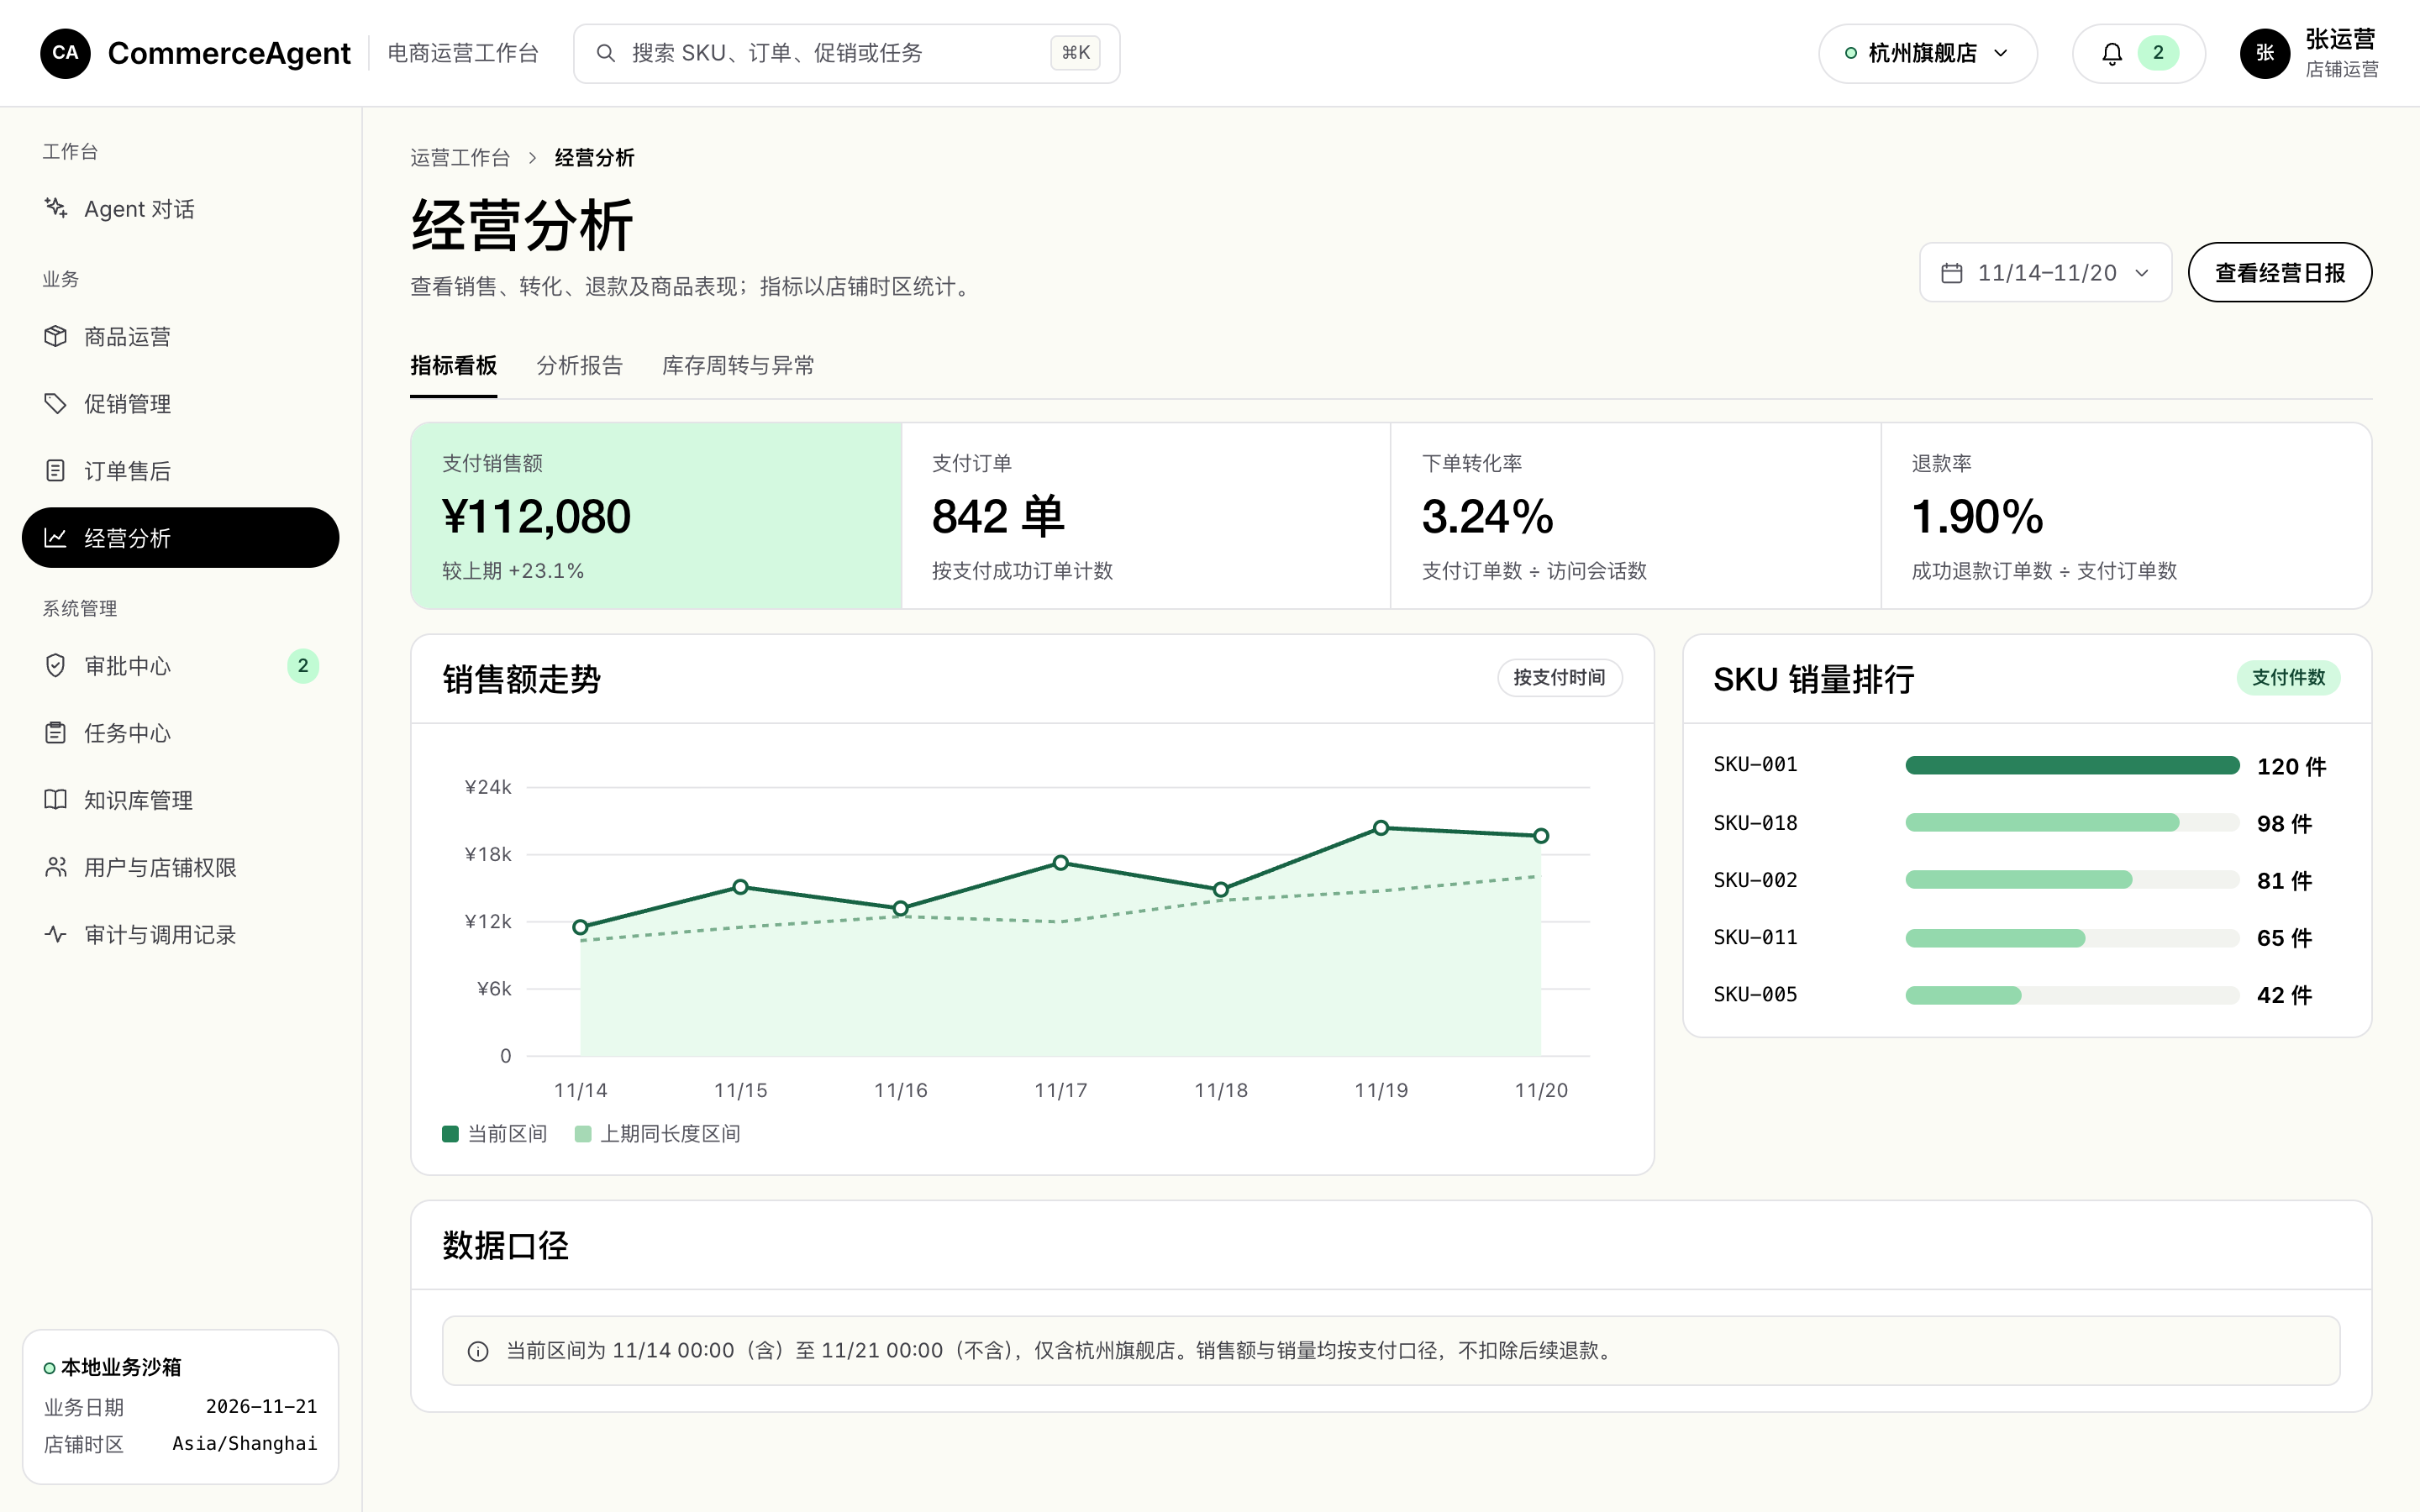 CA CommerceAgent 电商运营工作台
搜索 SKU、订单、促销或任务 ⌘K
杭州旗舰店
2
张
张运营
店铺运营
工作台
Agent 对话
业务
商品运营
促销管理
订单售后
经营分析
系统管理
审批中心 2
任务中心
知识库管理
用户与店铺权限
审计与调用记录
本地业务沙箱
业务日期 2026-11-21
店铺时区 Asia/Shanghai
运营工作台 > 经营分析
经营分析
查看销售、转化、退款及商品表现；指标以店铺时区统计。
11/14–11/20
查看经营日报
指标看板 分析报告 库存周转与异常
支付销售额
¥112,080
较上期 +23.1%
支付订单
842 单
按支付成功订单计数
下单转化率
3.24%
支付订单数 ÷ 访问会话数
退款率
1.90%
成功退款订单数 ÷ 支付订单数
销售额走势 按支付时间
¥24k
¥18k
¥12k
¥6k
0
11/14 11/15 11/16 11/17 11/18 11/19 11/20
当前区间 上期同长度区间
SKU 销量排行 支付件数
SKU-001 120 件
SKU-018 98 件
SKU-002 81 件
SKU-011 65 件
SKU-005 42 件
数据口径
当前区间为 11/14 00:00（含）至 11/21 00:00（不含），仅含杭州旗舰店。销售额与销量均按支付口径，不扣除后续退款。